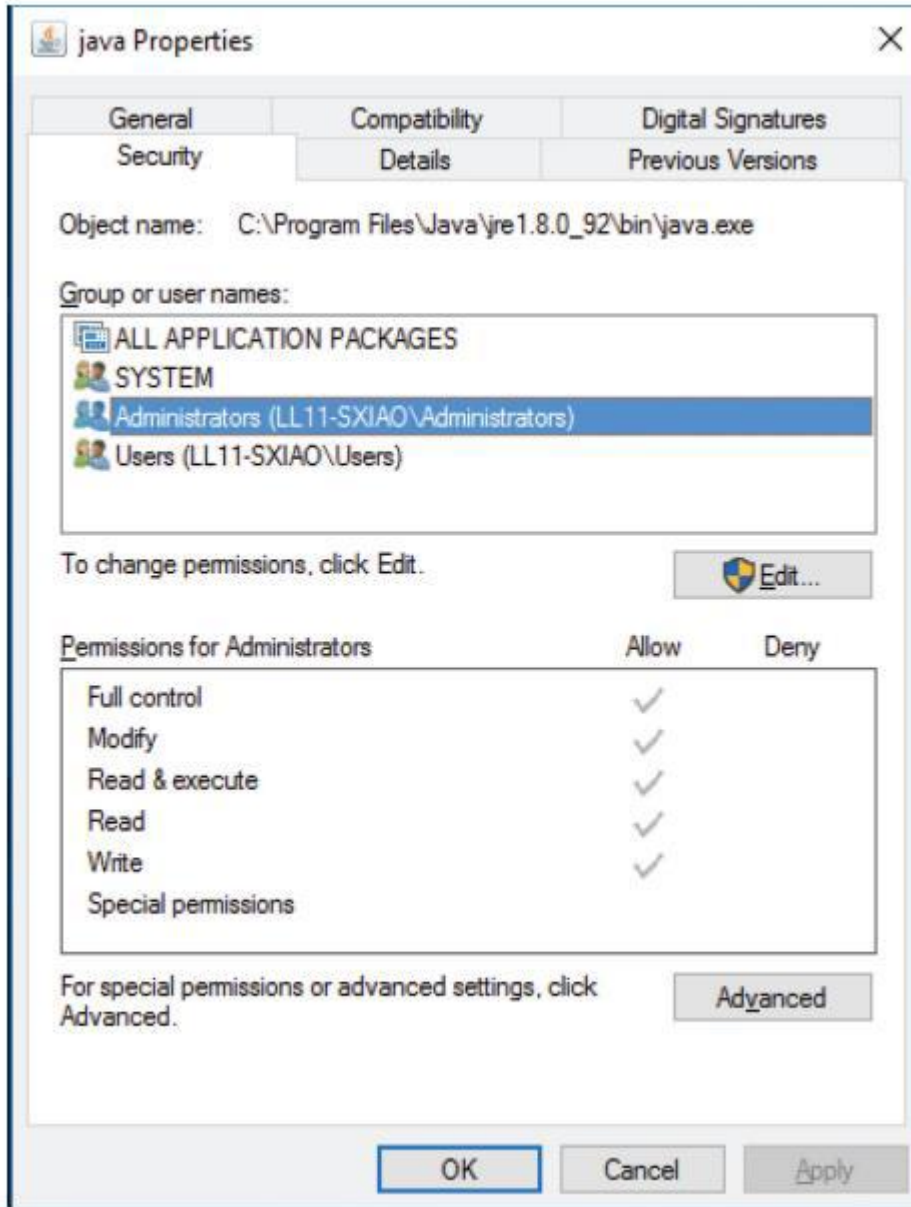 java Properties
General Compatibility Digital Signatures
Security Details Previous Versions
Object name: C:\Program Files\Java\jre1.8.0_92\bin\java.exe
Group or user names:
ALL APPLICATION PACKAGES
SYSTEM
Administrators (LL11-SXIAO\Administrators)
Users (LL11-SXIAO\Users)
To change permissions, click Edit.
Edit...
Permissions for Administrators Allow Deny
Full control
Modify
Read & execute
Read
Write
Special permissions
For special permissions or advanced settings, click
Advanced.
Advanced
OK Cancel Apply